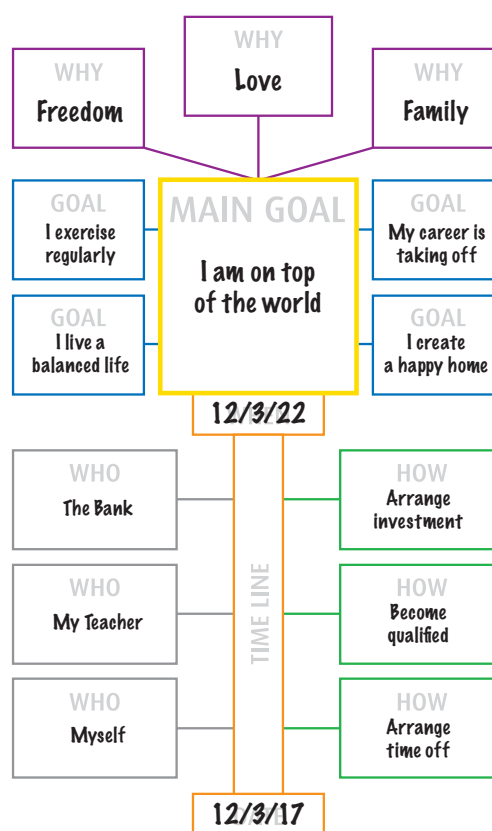 WHY
Love
WHY
Freedom
WHY
Family
MAIN GOAL
I am on top
of the world
GOAL
I exercise
regularly
GOAL
My career is
taking off
GOAL
I live a
balanced life
GOAL
I create
a happy home
WHEN
12/3/22
TIME LINE
WHO
The Bank
HOW
Arrange
investment
WHO
My Teacher
HOW
Become
qualified
WHO
Myself
HOW
Arrange
time off
DATE
12/3/17